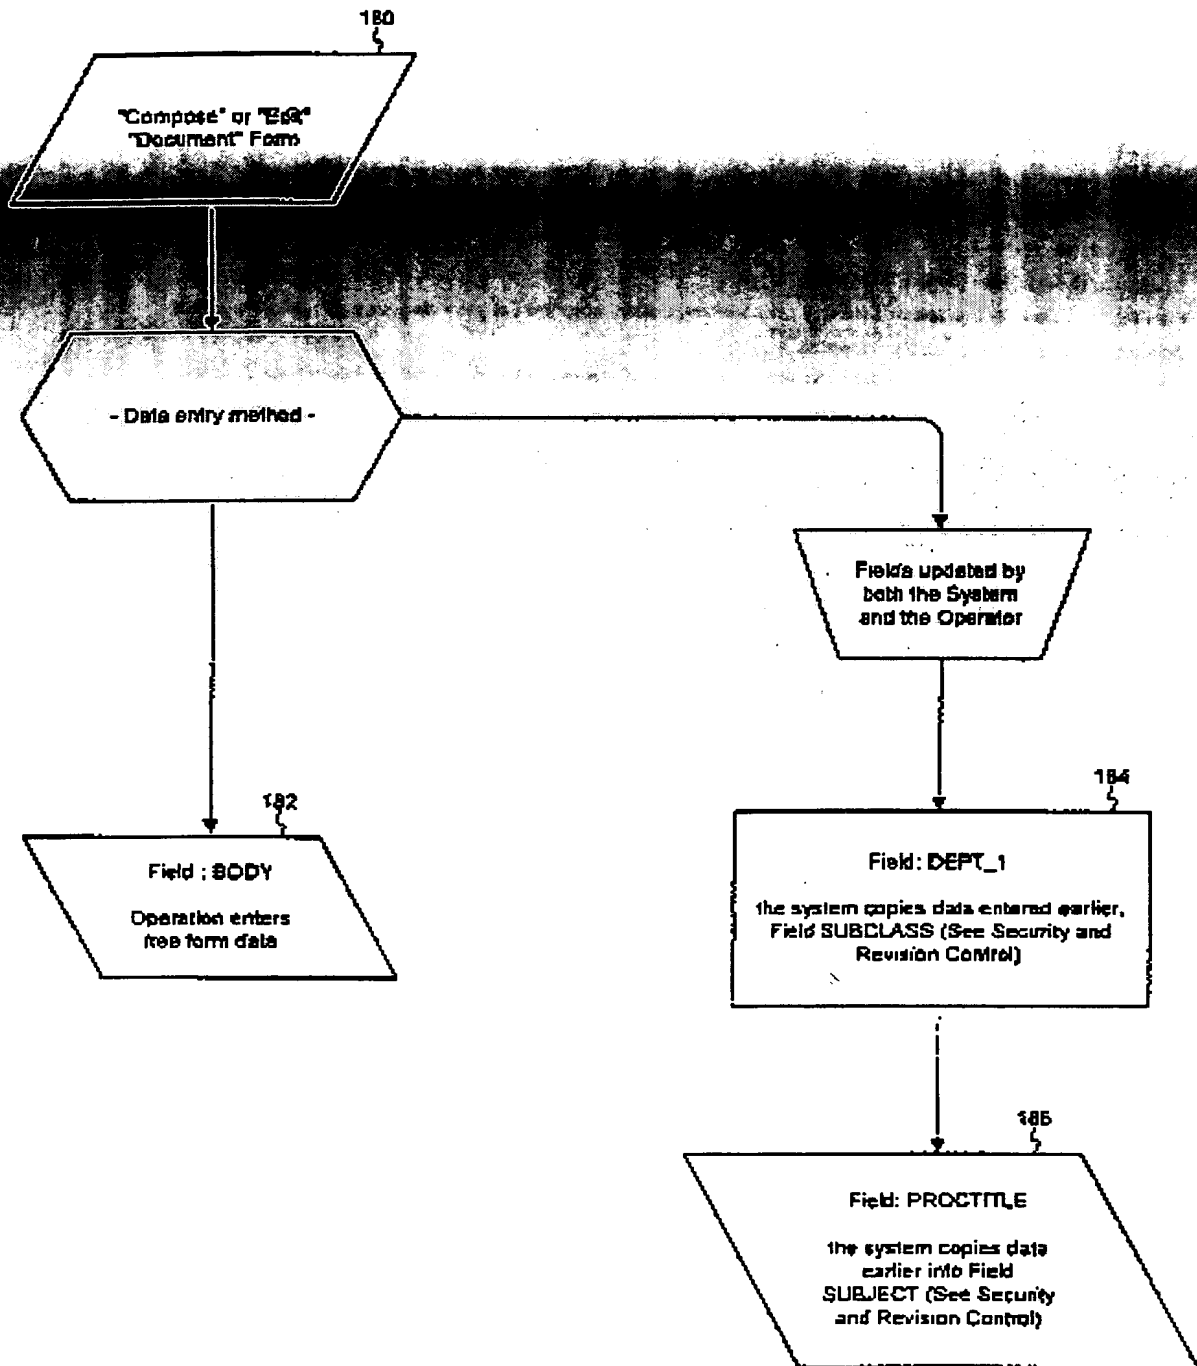 180
"Compose" or "Edit"
"Document" Form
- Data entry method -
Fields updated by
both the System
and the Operator
182
Field : BODY
Operation enters
free form data
184
Field: DEPT_1
the system copies data entered earlier,
Field SUBCLASS (See Security and
Revision Control)
186
Field: PROCTITLE
the system copies data
earlier into Field
SUBJECT (See Security
and Revision Control)